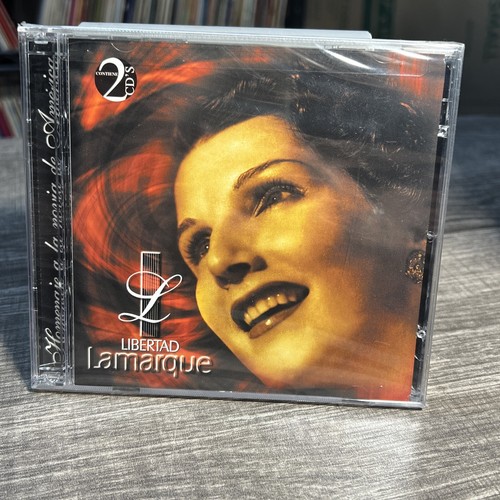 CONTIENE
2
CD'S
Homenaje a la novia de América
L
LIBERTAD
Lamarque